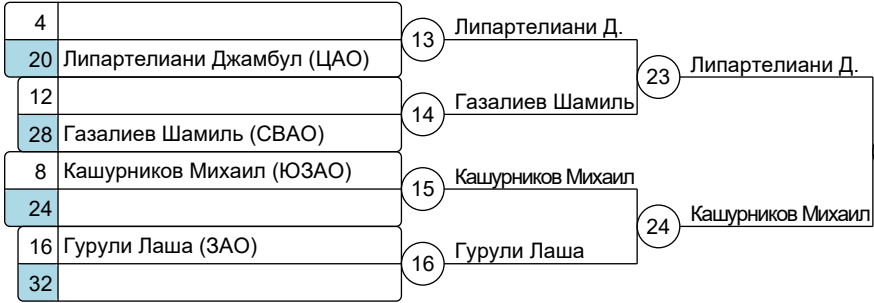 4
20 Липартелиани Джамбул (ЦАО)
12
28 Газалиев Шамиль (СВАО)
8 Кашурников Михаил (ЮЗАО)
24
16 Гурули Лаша (ЗАО)
32
13 Липартелиани Д.
14 Газалиев Шамиль
15 Кашурников Михаил
16 Гурули Лаша
23 Липартелиани Д.
24 Кашурников Михаил